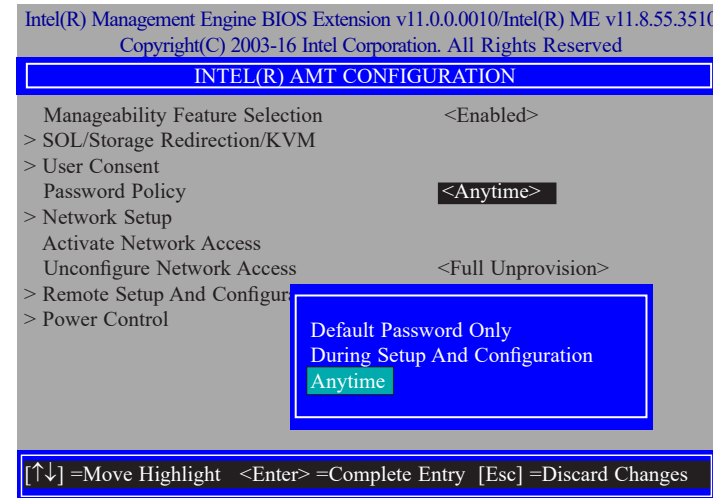 Intel(R) Management Engine BIOS Extension v11.0.0.0010/Intel(R) ME v11.8.55.3510
Copyright(C) 2003-16 Intel Corporation. All Rights Reserved
INTEL(R) AMT CONFIGURATION
Manageability Feature Selection <Enabled>
> SOL/Storage Redirection/KVM
> User Consent
Password Policy <Anytime>
> Network Setup
Activate Network Access
Unconfigure Network Access <Full Unprovision>
> Remote Setup And
> Power Control
Default Password Only
During Setup And Configuration
Anytime
[↑↓] =Move Highlight <Enter> =Complete Entry [Esc] =Discard Changes